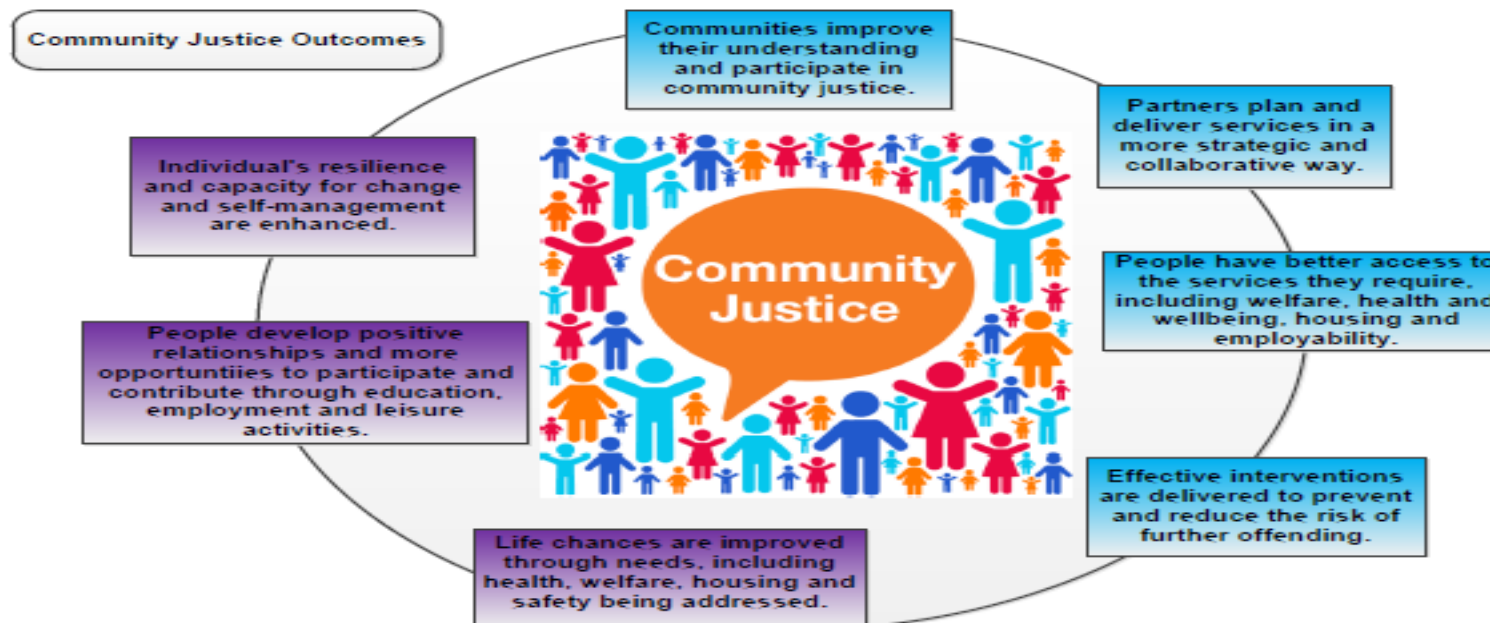 Community Justice Outcomes
Communities improve
their understanding
and participate in
community justice.
Partners plan and
deliver services in a
more strategic and
collaborative way.
People have better access to
the services they require,
including welfare, health and
wellbeing, housing and
employability.
Effective interventions
are delivered to prevent
and reduce the risk of
further offending.
Life chances are improved
through needs, including
health, welfare, housing and
safety being addressed.
People develop positive
relationships and more
opportuntiies to participate and
contribute through education,
employment and leisure
activities.
Individual's resilience
and capacity for change
and self-management
are enhanced.
Community
Justice